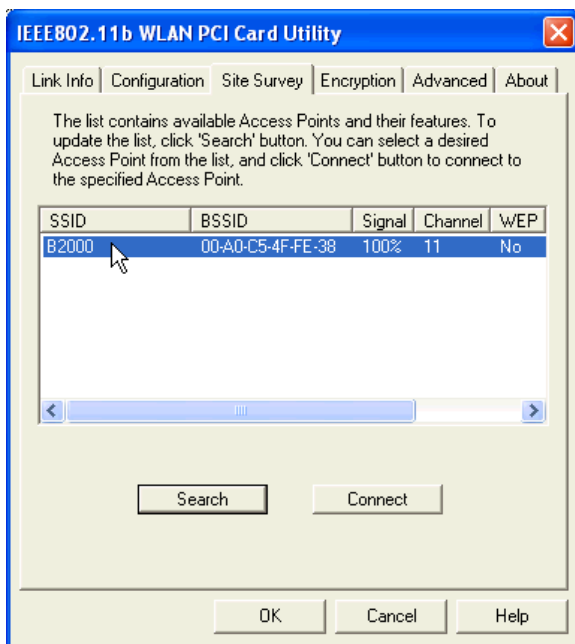 IEEE802.11b WLAN PCI Card Utility
Link Info Configuration Site Survey Encryption Advanced About
The list contains available Access Points and their features. To
update the list, click 'Search' button. You can select a desired
Access Point from the list, and click 'Connect' button to connect to
the specified Access Point.
SSID BSSID Signal Channel WEP
B2000 00-A0-C5-4F-FE-38 100% 11 No
Search Connect
OK Cancel Help